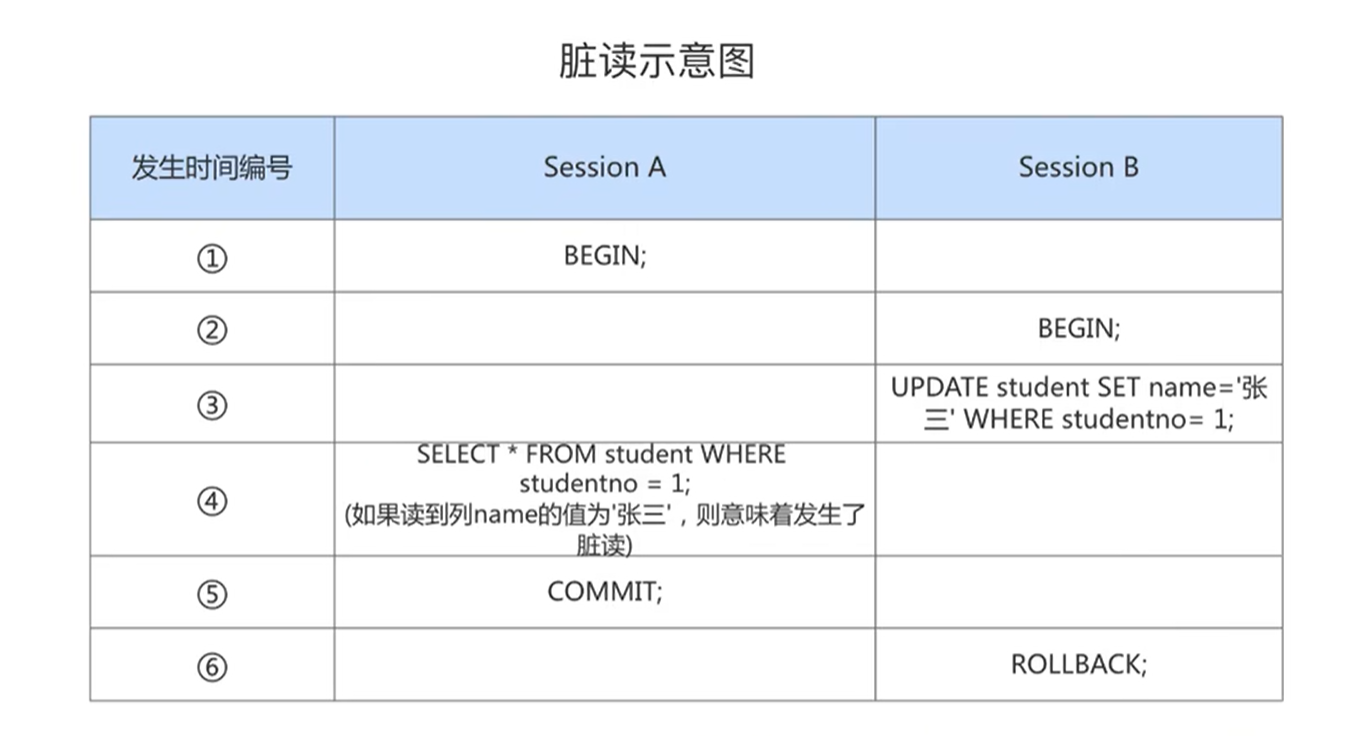 脏读示意图
发生时间编号
Session A
Session B
①
BEGIN;
②
BEGIN;
③
UPDATE student SET name='张
三' WHERE studentno= 1;
④
SELECT * FROM student WHERE
studentno = 1;
(如果读到列name的值为'张三'，则意味着发生了
脏读)
⑤
COMMIT;
⑥
ROLLBACK;